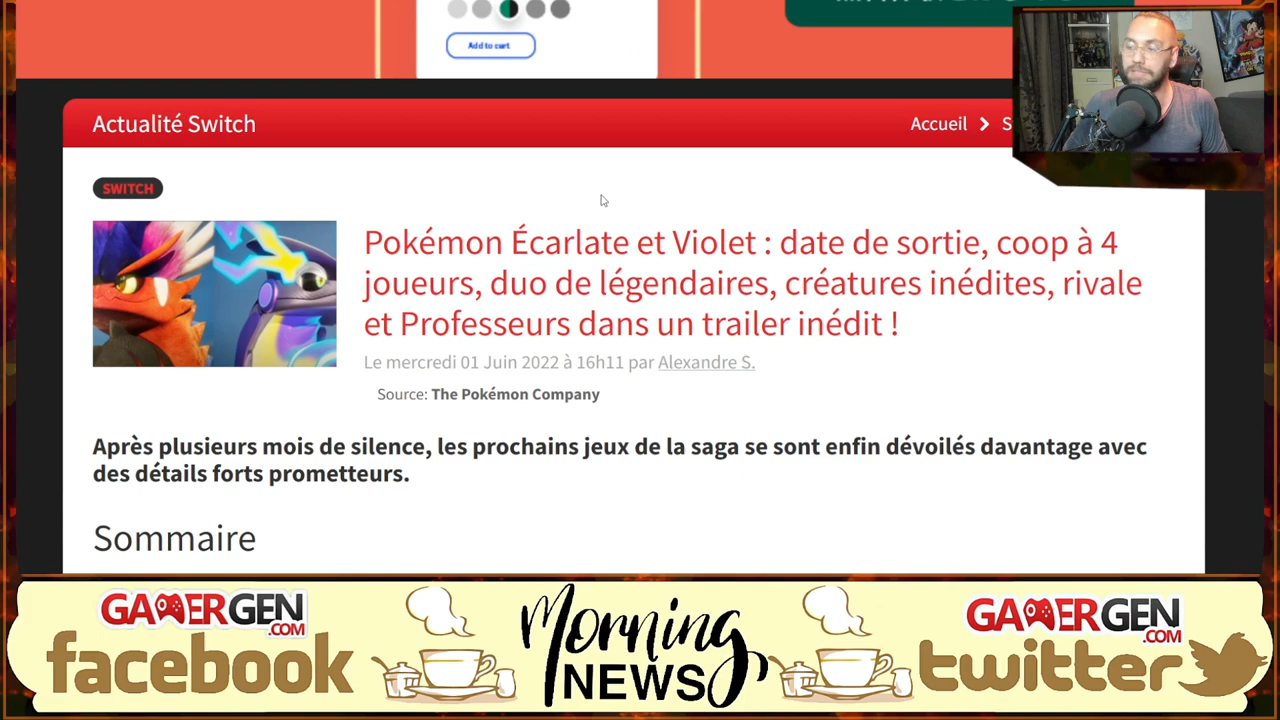 Add to cart
Actualité Switch
Accueil
SWITCH
Pokémon Écarlate et Violet : date de sortie, coop à 4
joueurs, duo de légendaires, créatures inédites, rivale
et Professeurs dans un trailer inédit !
Le mercredi 01 Juin 2022 à 16h11 par Alexandre S.
Source: The Pokémon Company
Après plusieurs mois de silence, les prochains jeux de la saga se sont enfin dévoilés davantage avec
des détails forts prometteurs.
Sommaire
GAMERGEN
.COM
facebook
Morning
NEWS
GAMERGEN
.COM
twitter